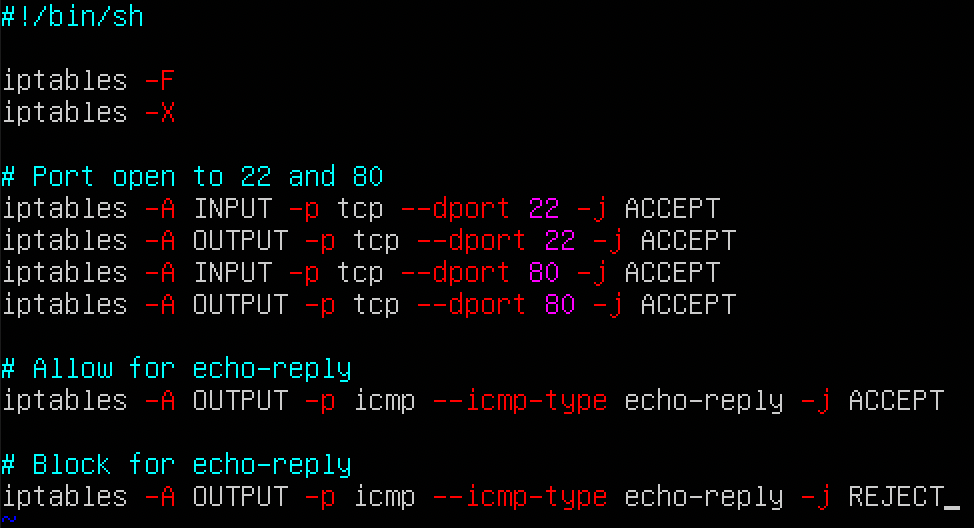 #!/bin/sh
iptables -F
iptables -X
# Port open to 22 and 80
iptables -A INPUT -p tcp --dport 22 -j ACCEPT
iptables -A OUTPUT -p tcp --dport 22 -j ACCEPT
iptables -A INPUT -p tcp --dport 80 -j ACCEPT
iptables -A OUTPUT -p tcp --dport 80 -j ACCEPT
# Allow for echo-reply
iptables -A OUTPUT -p icmp --icmp-type echo-reply -j ACCEPT
# Block for echo-reply
iptables -A OUTPUT -p icmp --icmp-type echo-reply -j REJECT_
~